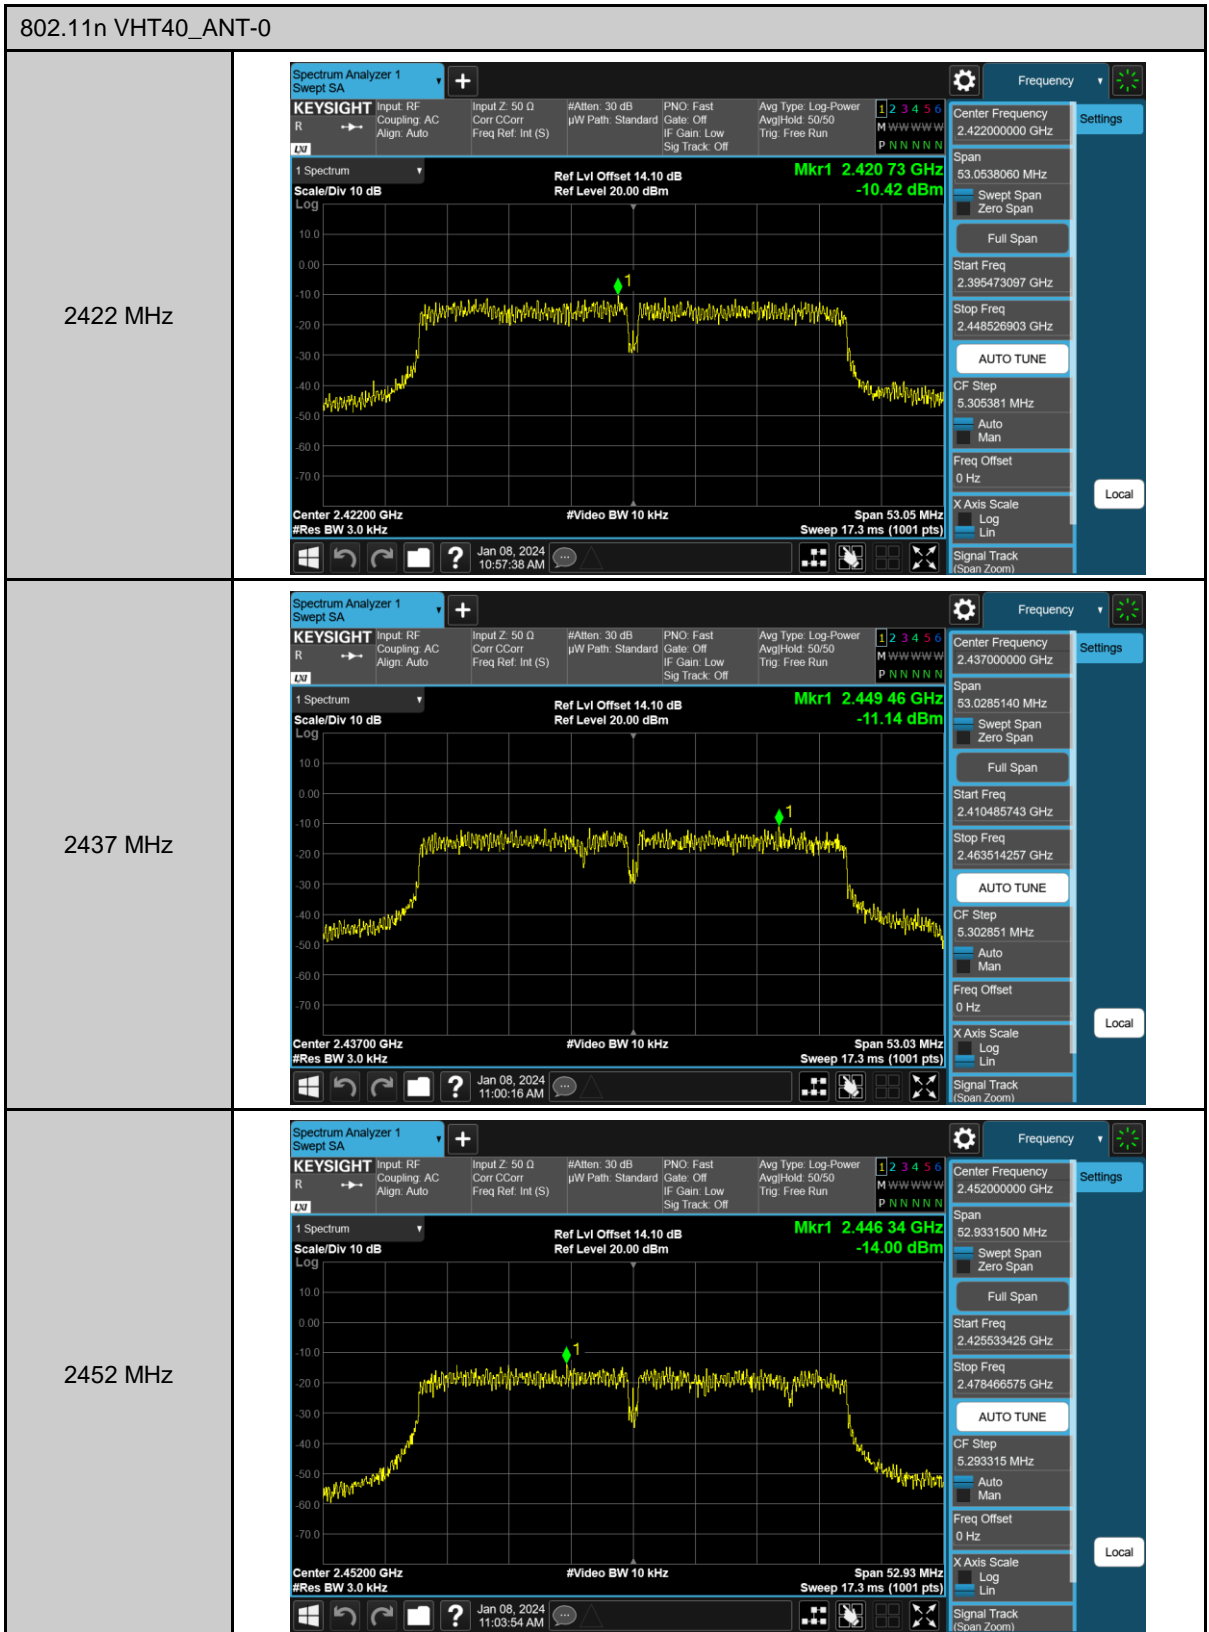 802.11n VHT40_ANT-0
2422 MHz
Spectrum Analyzer 1
Swept SA
Frequency
KEYSIGHT
R
LXI
Input: RF
Coupling: AC
Align: Auto
Input Z: 50 Ω
Corr CCorr
Freq Ref: Int (S)
#Atten: 30 dB
µW Path: Standard
PNO: Fast
Gate: Off
IF Gain: Low
Sig Track: Off
Avg Type: Log-Power
Avg|Hold: 50/50
Trig: Free Run
1 2 3 4 5 6
M W W W W W
P N N N N N
1 Spectrum
Scale/Div 10 dB
Log
Ref Lvl Offset 14.10 dB
Ref Level 20.00 dBm
Mkr1 2.420 73 GHz
-10.42 dBm
10.0
0.00
-10.0
-20.0
-30.0
-40.0
-50.0
-60.0
-70.0
1
Center 2.42200 GHz
#Res BW 3.0 kHz
#Video BW 10 kHz
Span 53.05 MHz
Sweep 17.3 ms (1001 pts)
Jan 08, 2024
10:57:38 AM
Center Frequency
2.422000000 GHz
Settings
Span
53.0538060 MHz
Swept Span
Zero Span
Full Span
Start Freq
2.395473097 GHz
Stop Freq
2.448526903 GHz
AUTO TUNE
CF Step
5.305381 MHz
Auto
Man
Freq Offset
0 Hz
X Axis Scale
Log
Lin
Local
Signal Track
(Span Zoom)
2437 MHz
Spectrum Analyzer 1
Swept SA
Frequency
KEYSIGHT
R
LXI
Input: RF
Coupling: AC
Align: Auto
Input Z: 50 Ω
Corr CCorr
Freq Ref: Int (S)
#Atten: 30 dB
µW Path: Standard
PNO: Fast
Gate: Off
IF Gain: Low
Sig Track: Off
Avg Type: Log-Power
Avg|Hold: 50/50
Trig: Free Run
1 2 3 4 5 6
M W W W W W
P N N N N N
1 Spectrum
Scale/Div 10 dB
Log
Ref Lvl Offset 14.10 dB
Ref Level 20.00 dBm
Mkr1 2.449 46 GHz
-11.14 dBm
10.0
0.00
-10.0
-20.0
-30.0
-40.0
-50.0
-60.0
-70.0
1
Center 2.43700 GHz
#Res BW 3.0 kHz
#Video BW 10 kHz
Span 53.03 MHz
Sweep 17.3 ms (1001 pts)
Jan 08, 2024
11:00:16 AM
Center Frequency
2.437000000 GHz
Settings
Span
53.0285140 MHz
Swept Span
Zero Span
Full Span
Start Freq
2.410485743 GHz
Stop Freq
2.463514257 GHz
AUTO TUNE
CF Step
5.302851 MHz
Auto
Man
Freq Offset
0 Hz
X Axis Scale
Log
Lin
Local
Signal Track
(Span Zoom)
2452 MHz
Spectrum Analyzer 1
Swept SA
Frequency
KEYSIGHT
R
LXI
Input: RF
Coupling: AC
Align: Auto
Input Z: 50 Ω
Corr CCorr
Freq Ref: Int (S)
#Atten: 30 dB
µW Path: Standard
PNO: Fast
Gate: Off
IF Gain: Low
Sig Track: Off
Avg Type: Log-Power
Avg|Hold: 50/50
Trig: Free Run
1 2 3 4 5 6
M W W W W W
P N N N N N
1 Spectrum
Scale/Div 10 dB
Log
Ref Lvl Offset 14.10 dB
Ref Level 20.00 dBm
Mkr1 2.446 34 GHz
-14.00 dBm
10.0
0.00
-10.0
-20.0
-30.0
-40.0
-50.0
-60.0
-70.0
1
Center 2.45200 GHz
#Res BW 3.0 kHz
#Video BW 10 kHz
Span 52.93 MHz
Sweep 17.3 ms (1001 pts)
Jan 08, 2024
11:03:54 AM
Center Frequency
2.452000000 GHz
Settings
Span
52.9331500 MHz
Swept Span
Zero Span
Full Span
Start Freq
2.425533425 GHz
Stop Freq
2.478466575 GHz
AUTO TUNE
CF Step
5.293315 MHz
Auto
Man
Freq Offset
0 Hz
X Axis Scale
Log
Lin
Local
Signal Track
(Span Zoom)